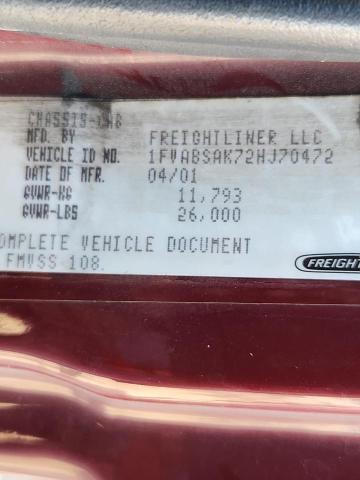 CHASSIS-CAB
MFD. BY FREIGHTLINER LLC
VEHICLE ID NO. 1FVABSAK72HJ70472
DATE OF MFR. 04/01
GVWR-KG 11,793
GVWR-LBS 26,000
COMPLETE VEHICLE DOCUMENT
FMVSS 108.
FREIGHT